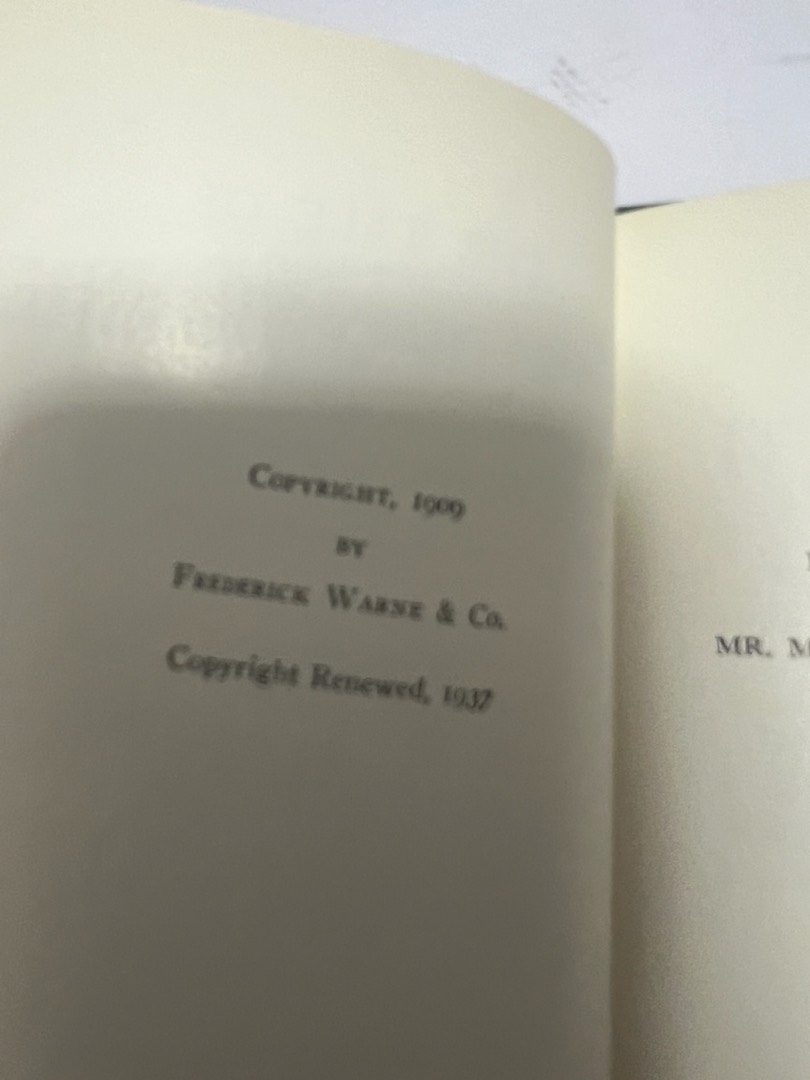 Copyright, 1909
by
Frederick Warne & Co.
Copyright Renewed, 1937
MR. M